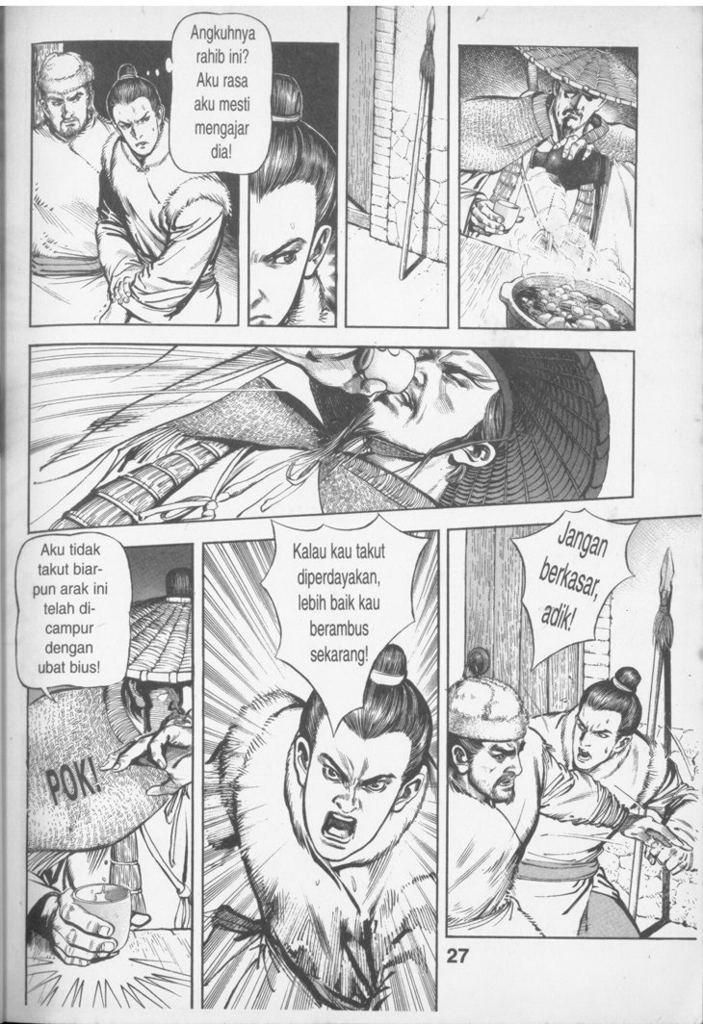 Angkuhnya
rahib ini?
Aku rasa
aku mesti
mengajar
dia!
Aku tidak
takut biar-
pun arak ini
telah di-
campur
dengan
ubat bius!
POK!
Kalau kau takut
diperdayakan,
lebih baik kau
berambus
sekarang!
Jangan
berkasar,
adik!
27